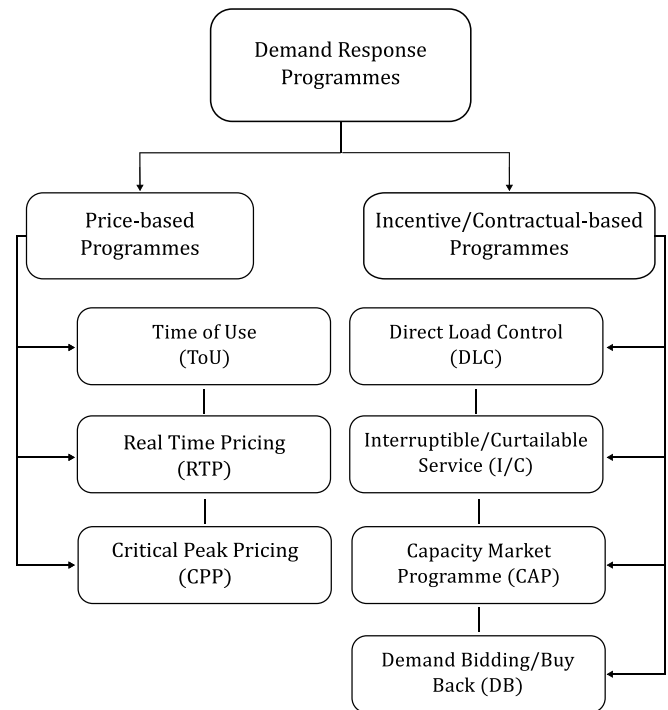 Demand Response
Programmes
Price-based
Programmes
Incentive/Contractual-based
Programmes
Time of Use
(ToU)
Direct Load Control
(DLC)
Real Time Pricing
(RTP)
Interruptible/Curtailable
Service (I/C)
Critical Peak Pricing
(CPP)
Capacity Market
Programme (CAP)
Demand Bidding/Buy
Back (DB)